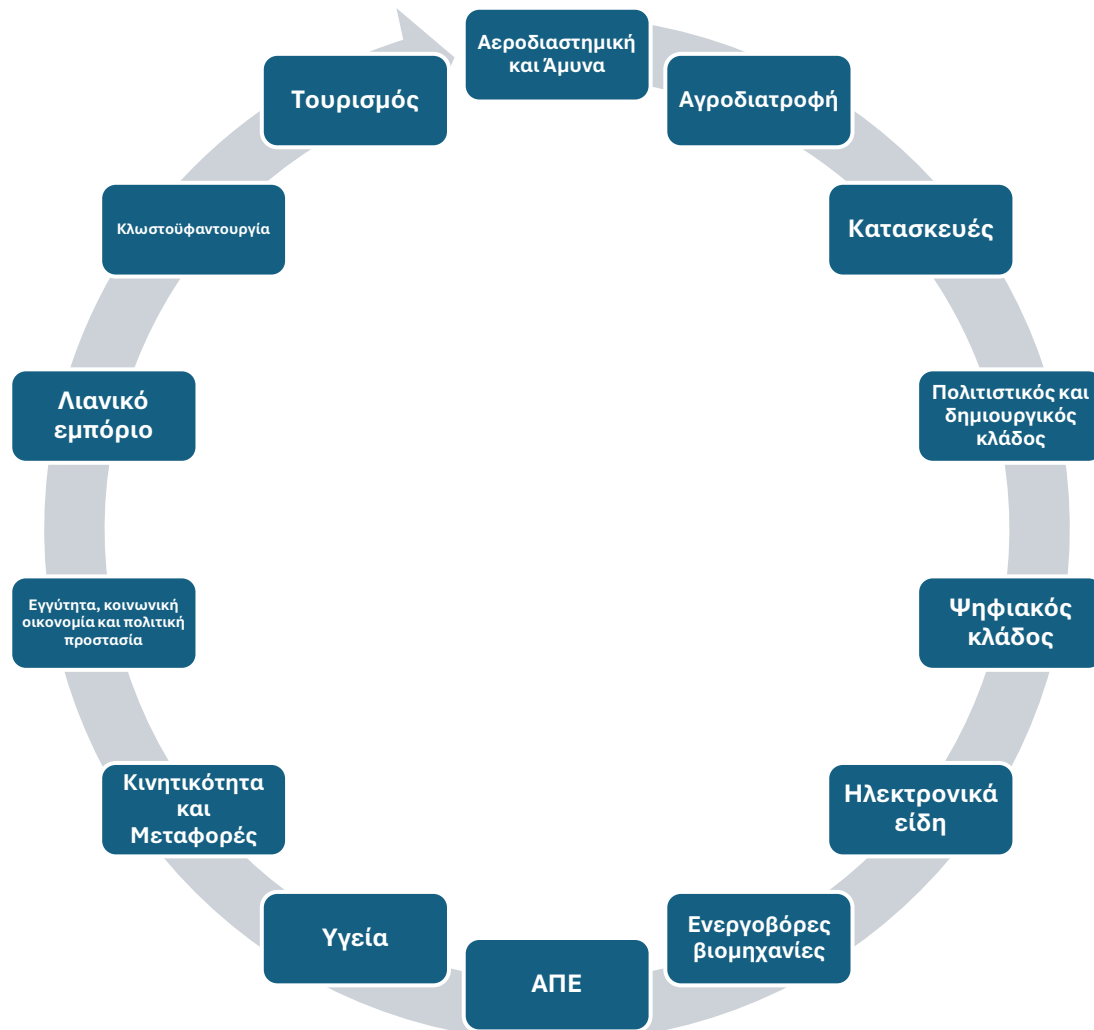 Αεροδιαστημική
και Άμυνα
Αγροδιατροφή
Κατασκευές
Πολιτιστικός και
δημιουργικός
κλάδος
Ψηφιακός
κλάδος
Ηλεκτρονικά
είδη
Ενεργοβόρες
βιομηχανίες
ΑΠΕ
Υγεία
Κινητικότητα
και
Μεταφορές
Εγγύτητα, κοινωνική
οικονομία και πολιτική
προστασία
Λιανικό
εμπόριο
Κλωστοϋφαντουργία
Τουρισμός